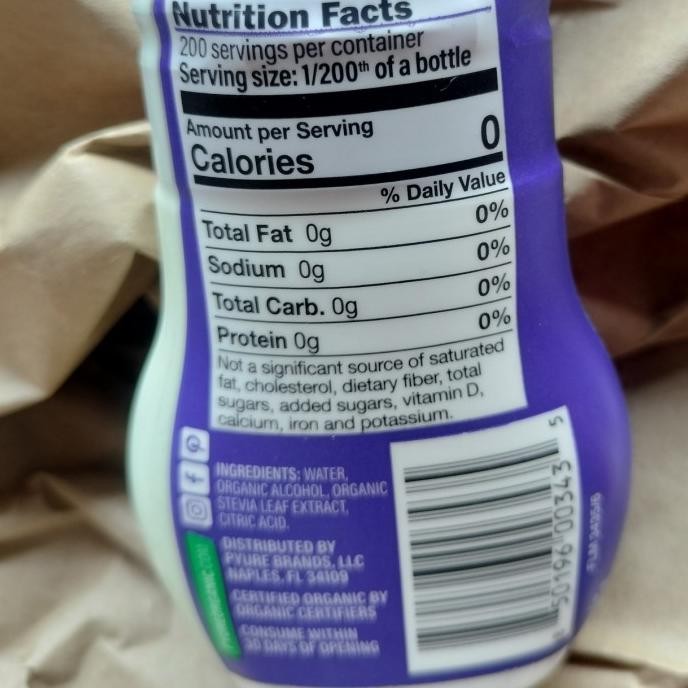 Nutrition Facts
200 servings per container
Serving size: 1/200th of a bottle
Amount per Serving
Calories 0
% Daily Value
Total Fat 0g 0%
Sodium 0g 0%
Total Carb. 0g 0%
Protein 0g 0%
Not a significant source of saturated
fat, cholesterol, dietary fiber, total
sugars, added sugars, vitamin D,
calcium, iron and potassium.
INGREDIENTS: WATER,
ORGANIC ALCOHOL, ORGANIC
STEVIA LEAF EXTRACT,
CITRIC ACID.
DISTRIBUTED BY
PYURE BRANDS, LLC
NAPLES, FL 34109
CERTIFIED ORGANIC BY
ORGANIC CERTIFIERS
CONSUME WITHIN
30 DAYS OF OPENING
50196 00343 5